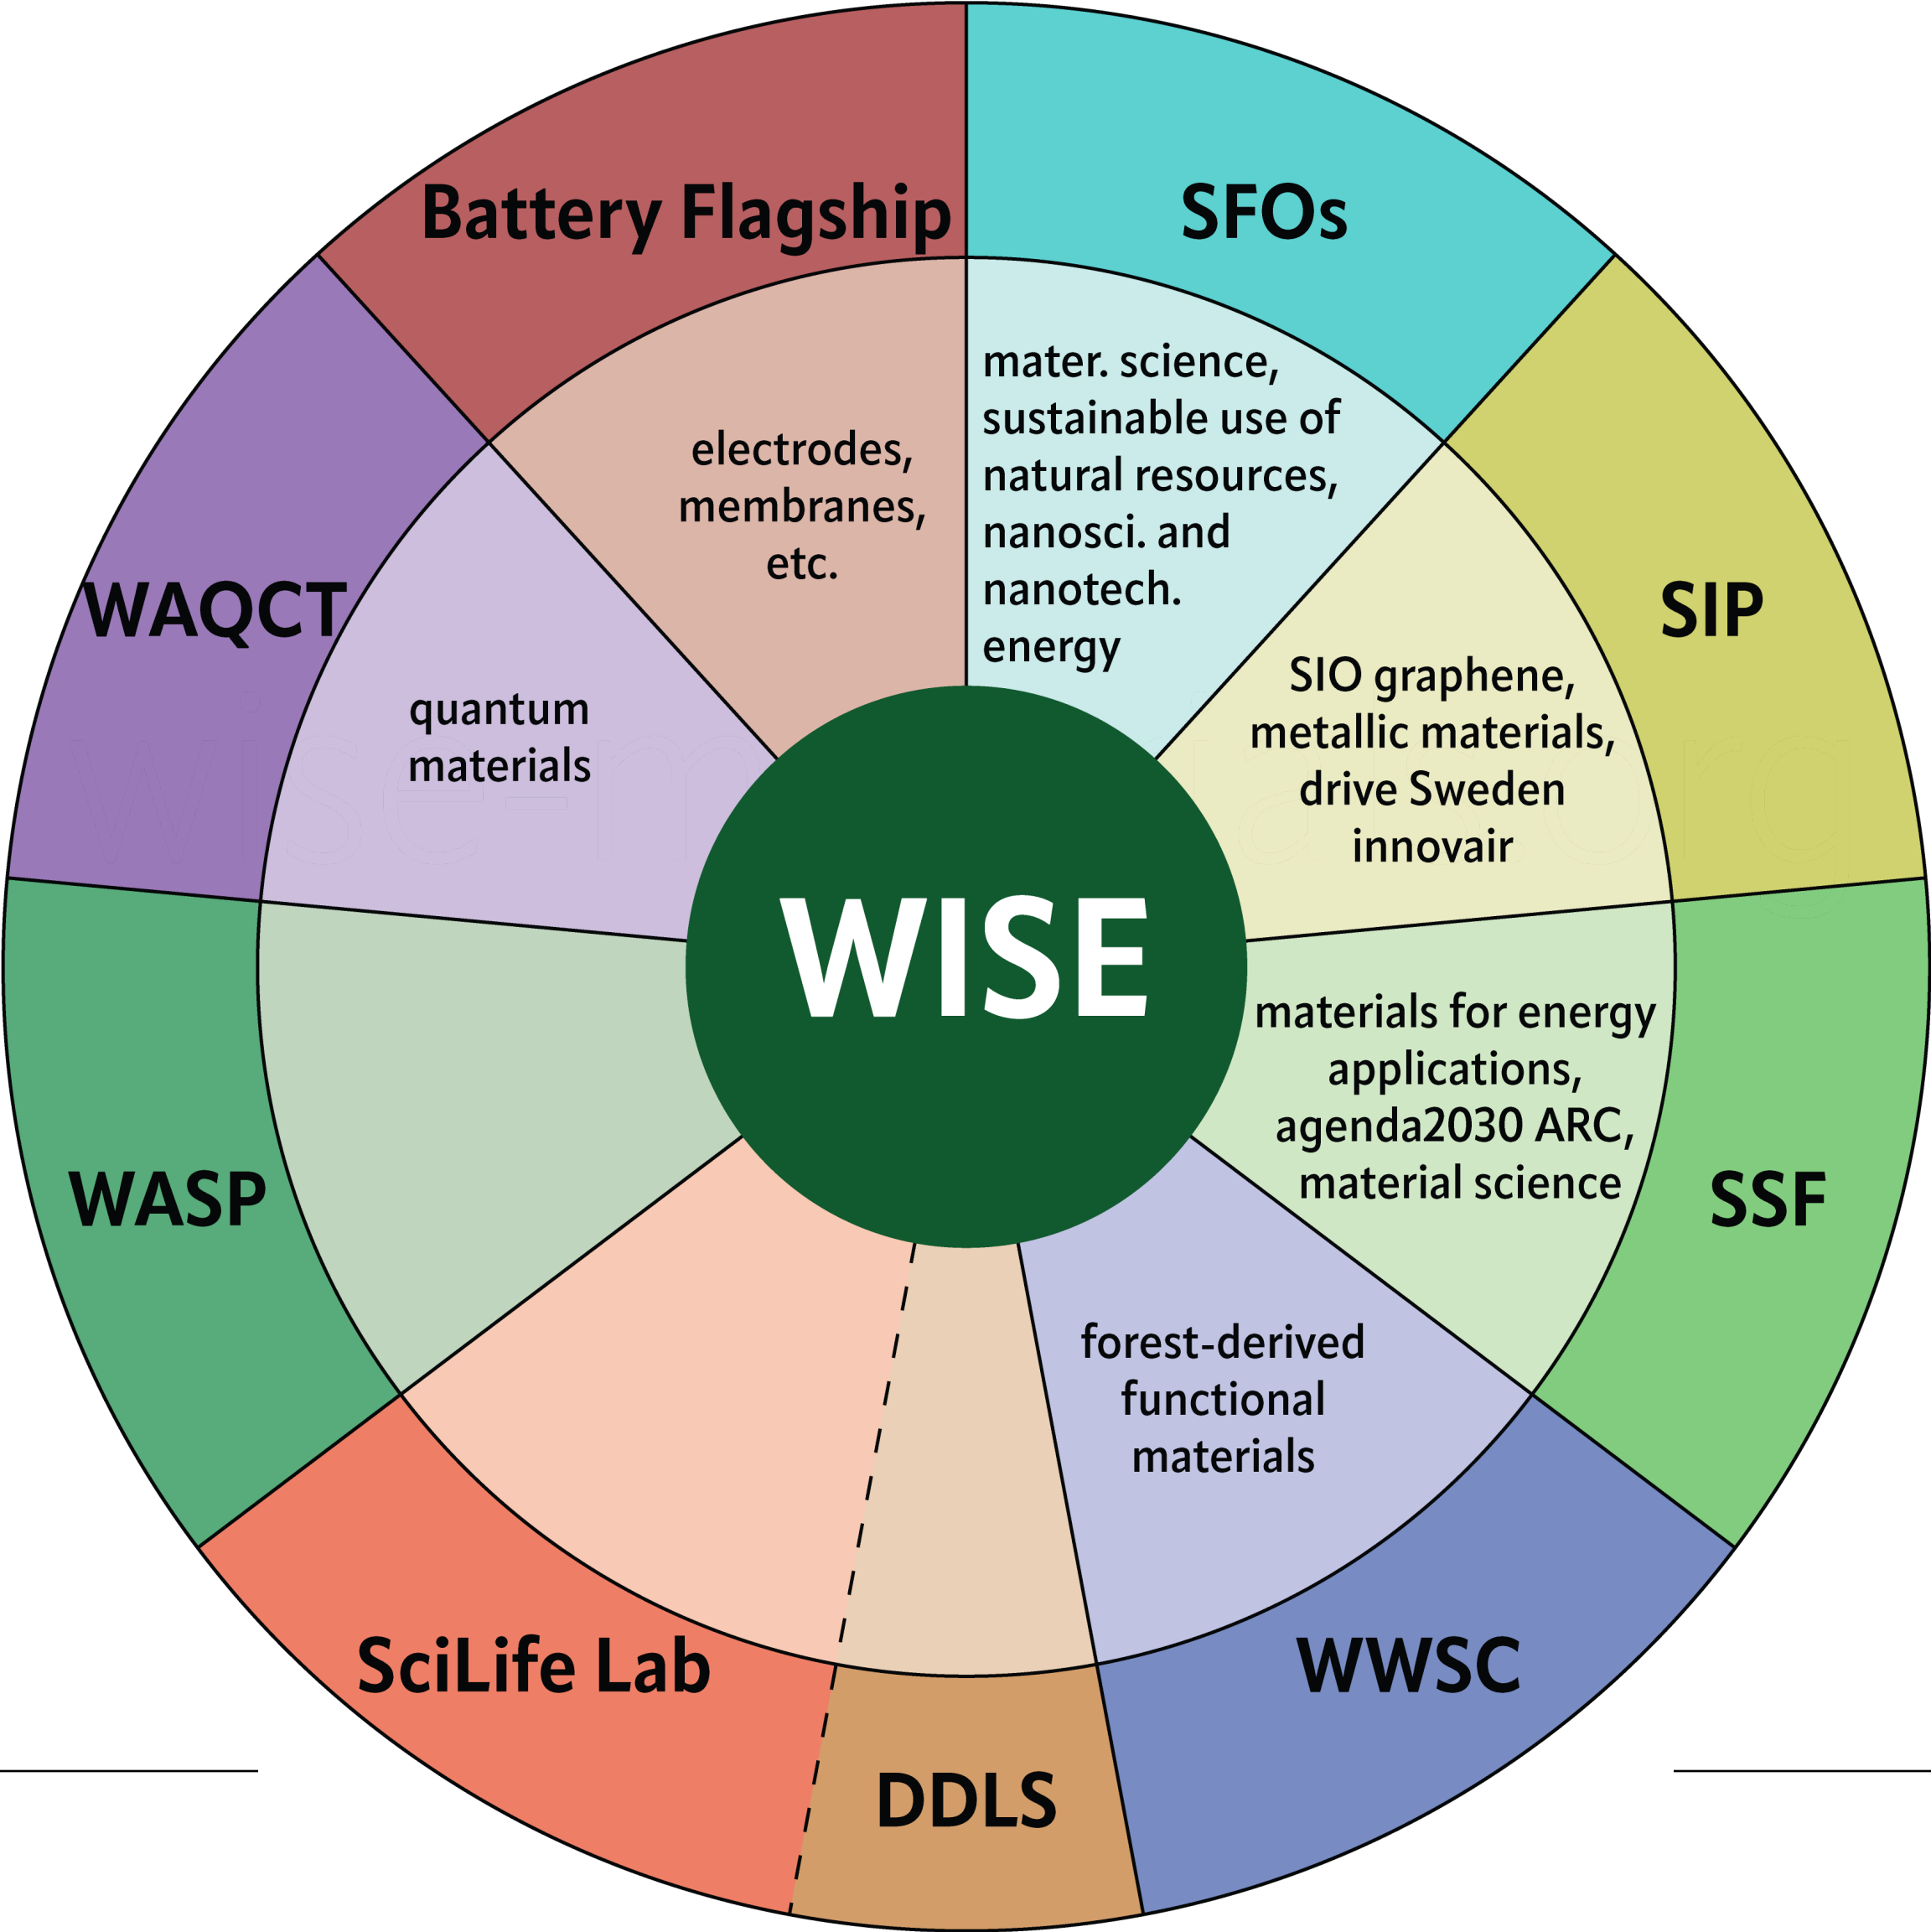 Battery Flagship
SFOs
mater. science,
sustainable use of
natural resources,
nanosci. and
nanotech.
energy
electrodes,
membranes,
etc.
WAQCT
quantum
materials
SIP
SIO graphene,
metallic materials,
drive Sweden
innovair
WISE
materials for energy
applications,
agenda2030 ARC,
material science
SSF
WASP
forest-derived
functional
materials
SciLife Lab
WWSC
DDLS